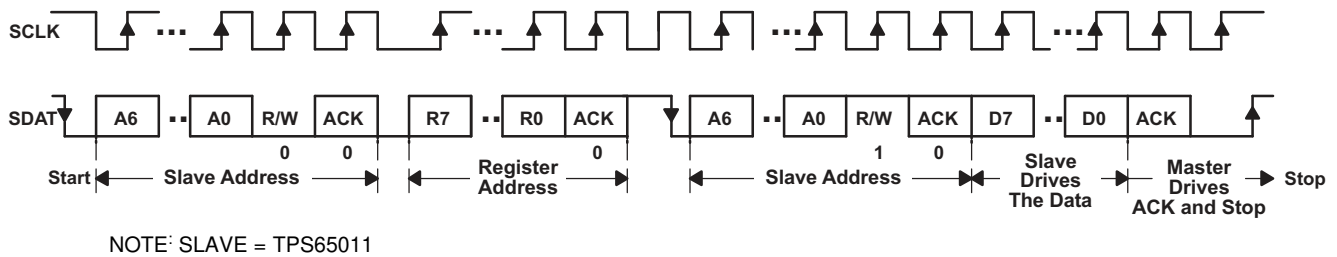 SCLK ... ... ... ...
SDAT A6 .. A0 R/W ACK R7 .. R0 ACK A6 .. A0 R/W ACK D7 .. D0 ACK
0 0 0 1 0
Start Slave Address Register Address Slave Address Slave Drives The Data Master Drives ACK and Stop Stop
NOTE: SLAVE = TPS65011